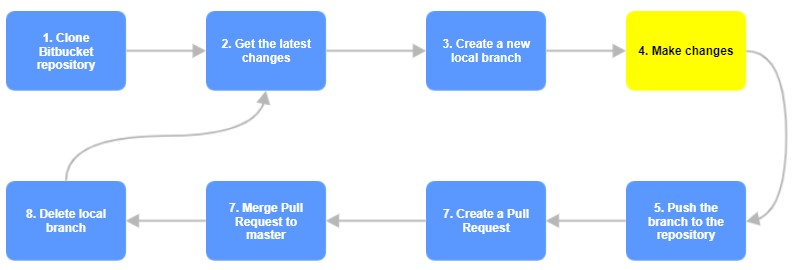 1. Clone
Bitbucket
repository
2. Get the latest
changes
3. Create a new
local branch
4. Make changes
8. Delete local
branch
7. Merge Pull
Request to
master
7. Create a Pull
Request
5. Push the
branch to the
repository